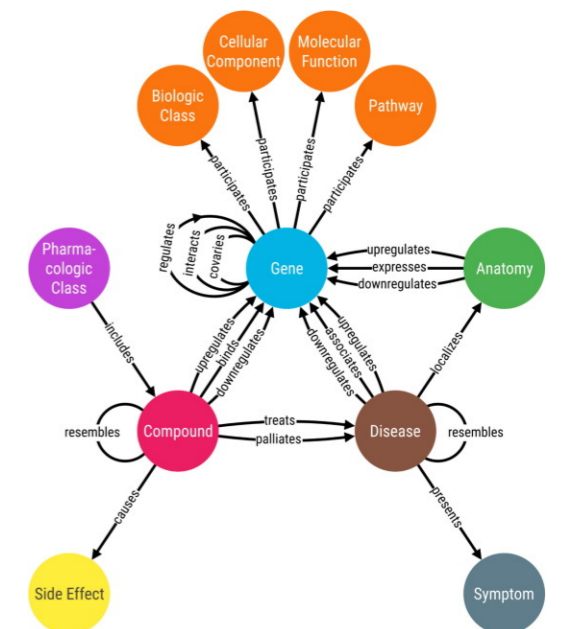 Cellular
Component
Molecular
Function
Biologic
Class
Pathway
participates
participates
participates
participates
regulates
interacts
covaries
Gene
upregulates
expresses
downregulates
Anatomy
Pharma-
cologic
Class
includes
upregulates
binds
downregulates
downregulates
associates
upregulates
localizes
resembles
Compound
treats
palliates
Disease
resembles
causes
presents
Side Effect
Symptom